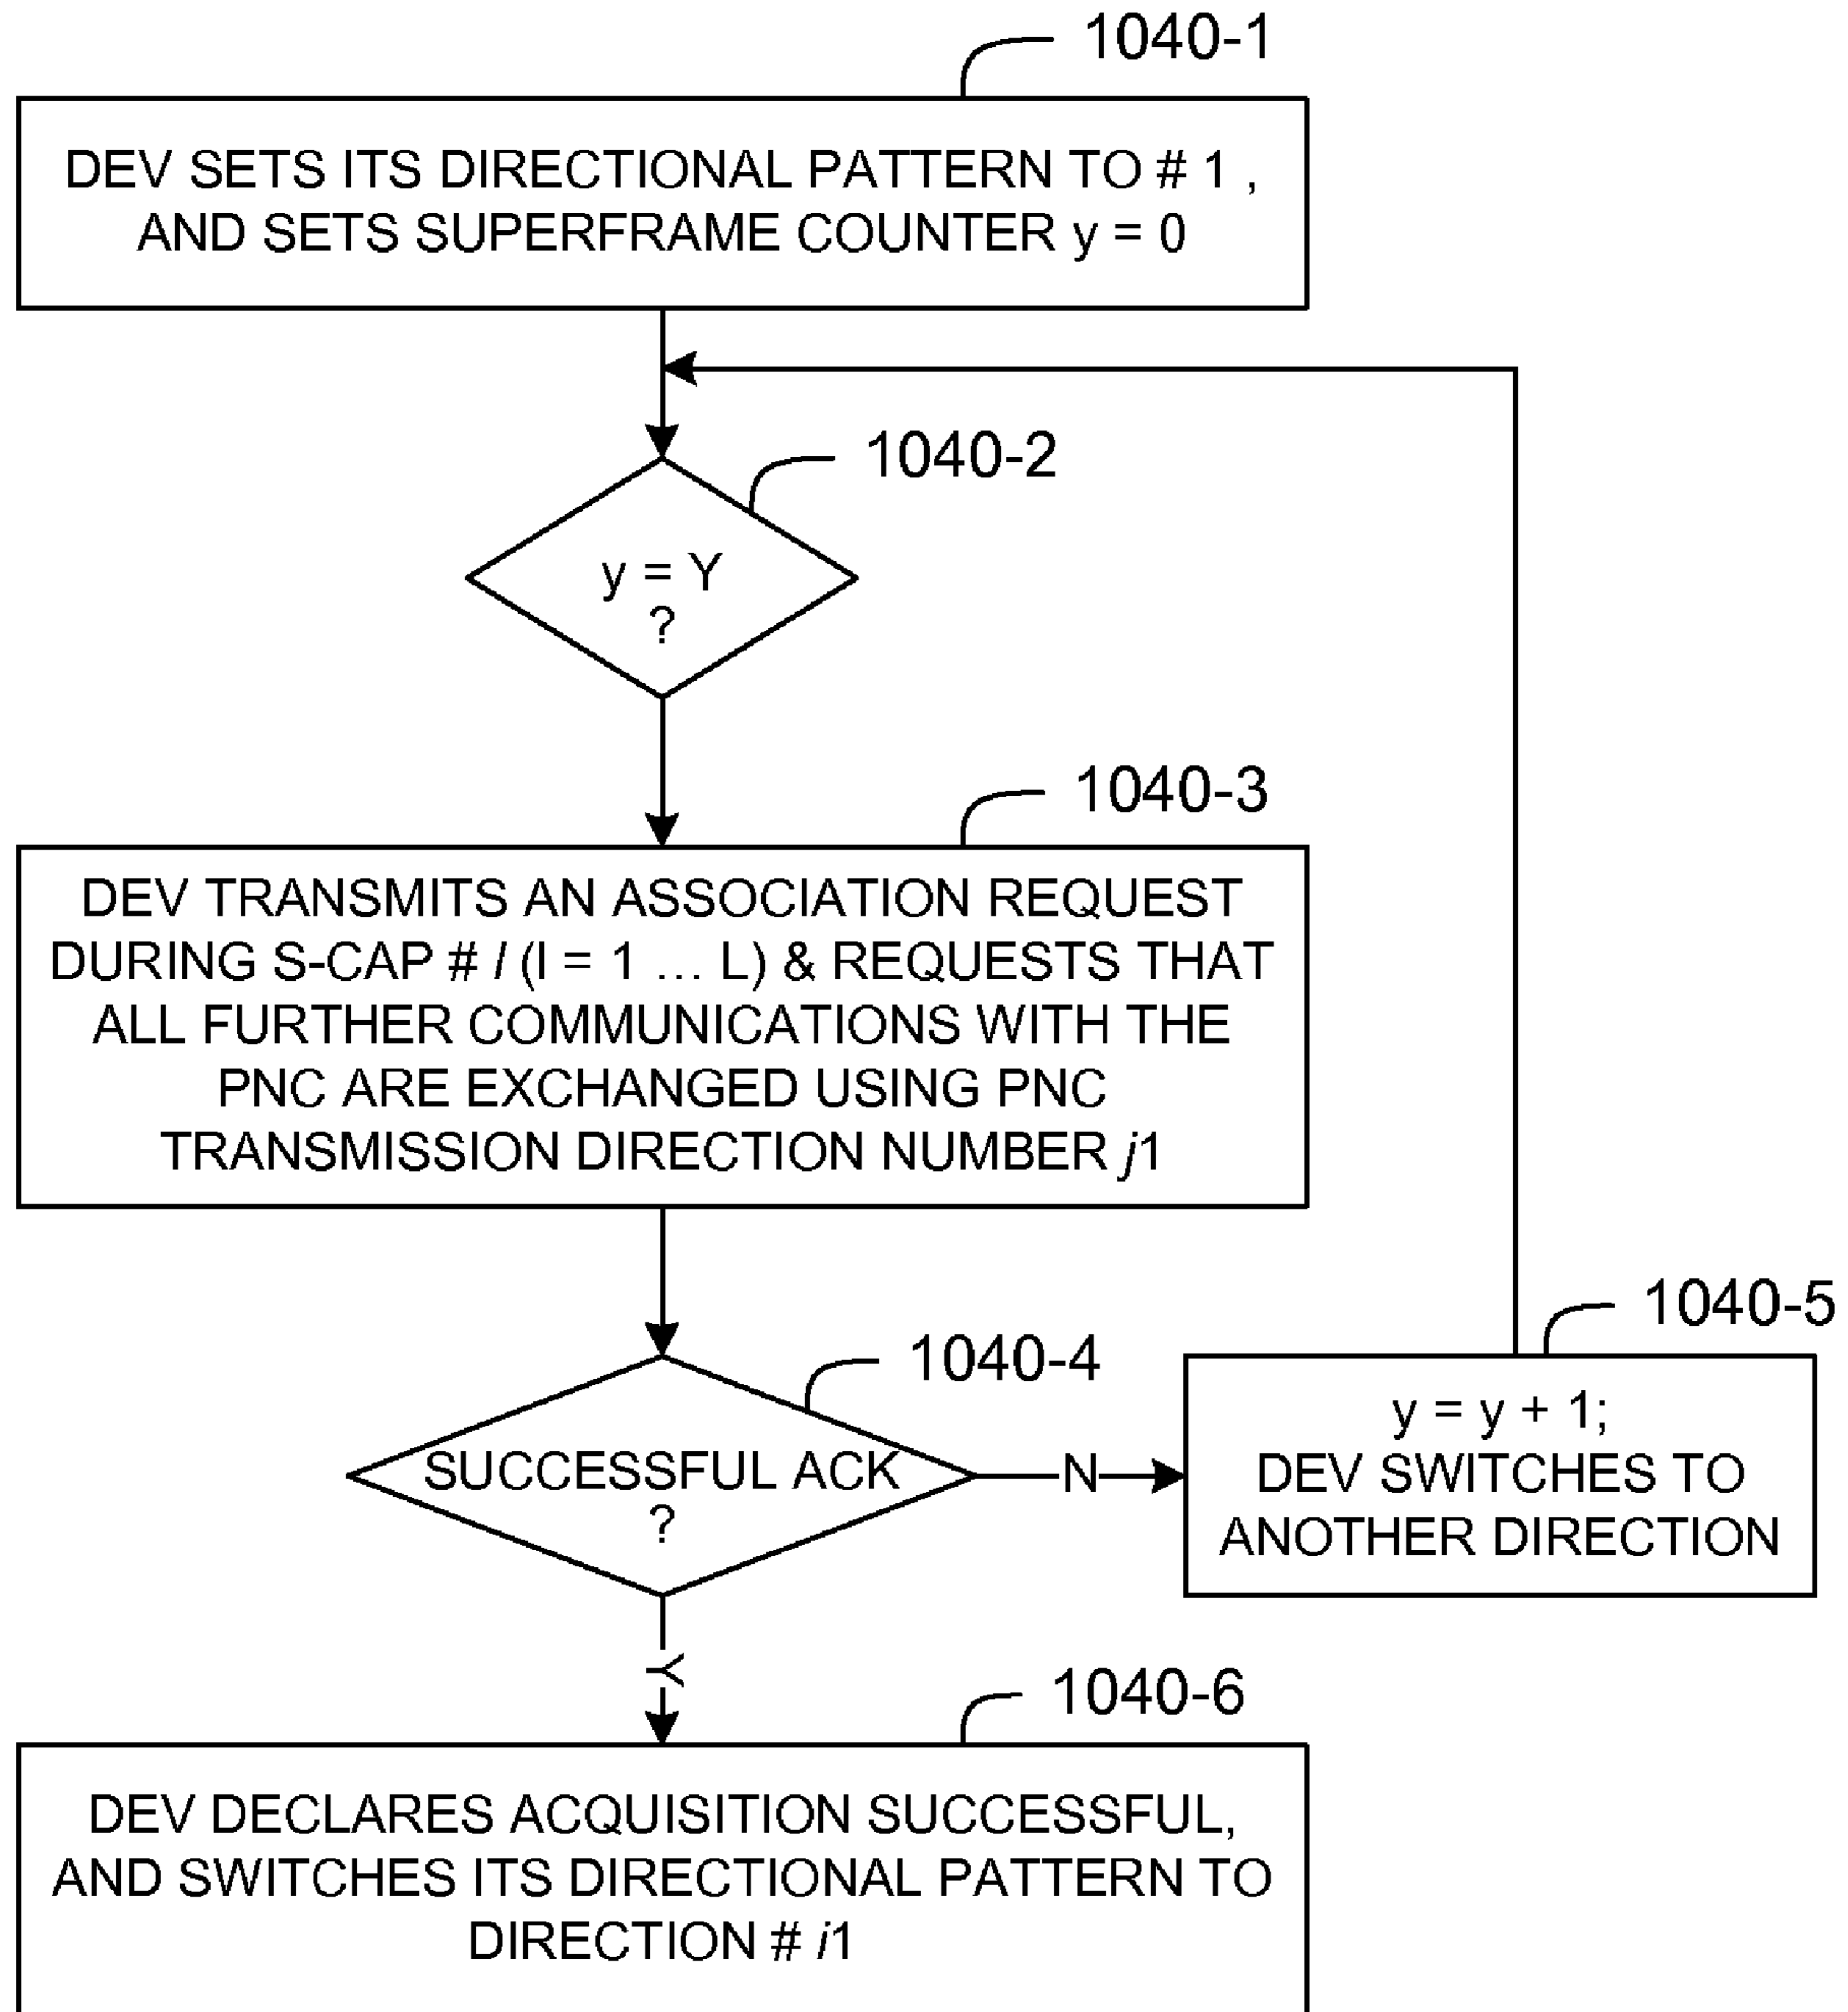 1040-1
DEV SETS ITS DIRECTIONAL PATTERN TO # 1 ,
AND SETS SUPERFRAME COUNTER y = 0
1040-2
y = Y
?
1040-3
DEV TRANSMITS AN ASSOCIATION REQUEST
DURING S-CAP # l (l = 1 ... L) & REQUESTS THAT
ALL FURTHER COMMUNICATIONS WITH THE
PNC ARE EXCHANGED USING PNC
TRANSMISSION DIRECTION NUMBER j1
1040-4
SUCCESSFUL ACK
?
N
1040-5
y = y + 1;
DEV SWITCHES TO
ANOTHER DIRECTION
Y
1040-6
DEV DECLARES ACQUISITION SUCCESSFUL,
AND SWITCHES ITS DIRECTIONAL PATTERN TO
DIRECTION # i1